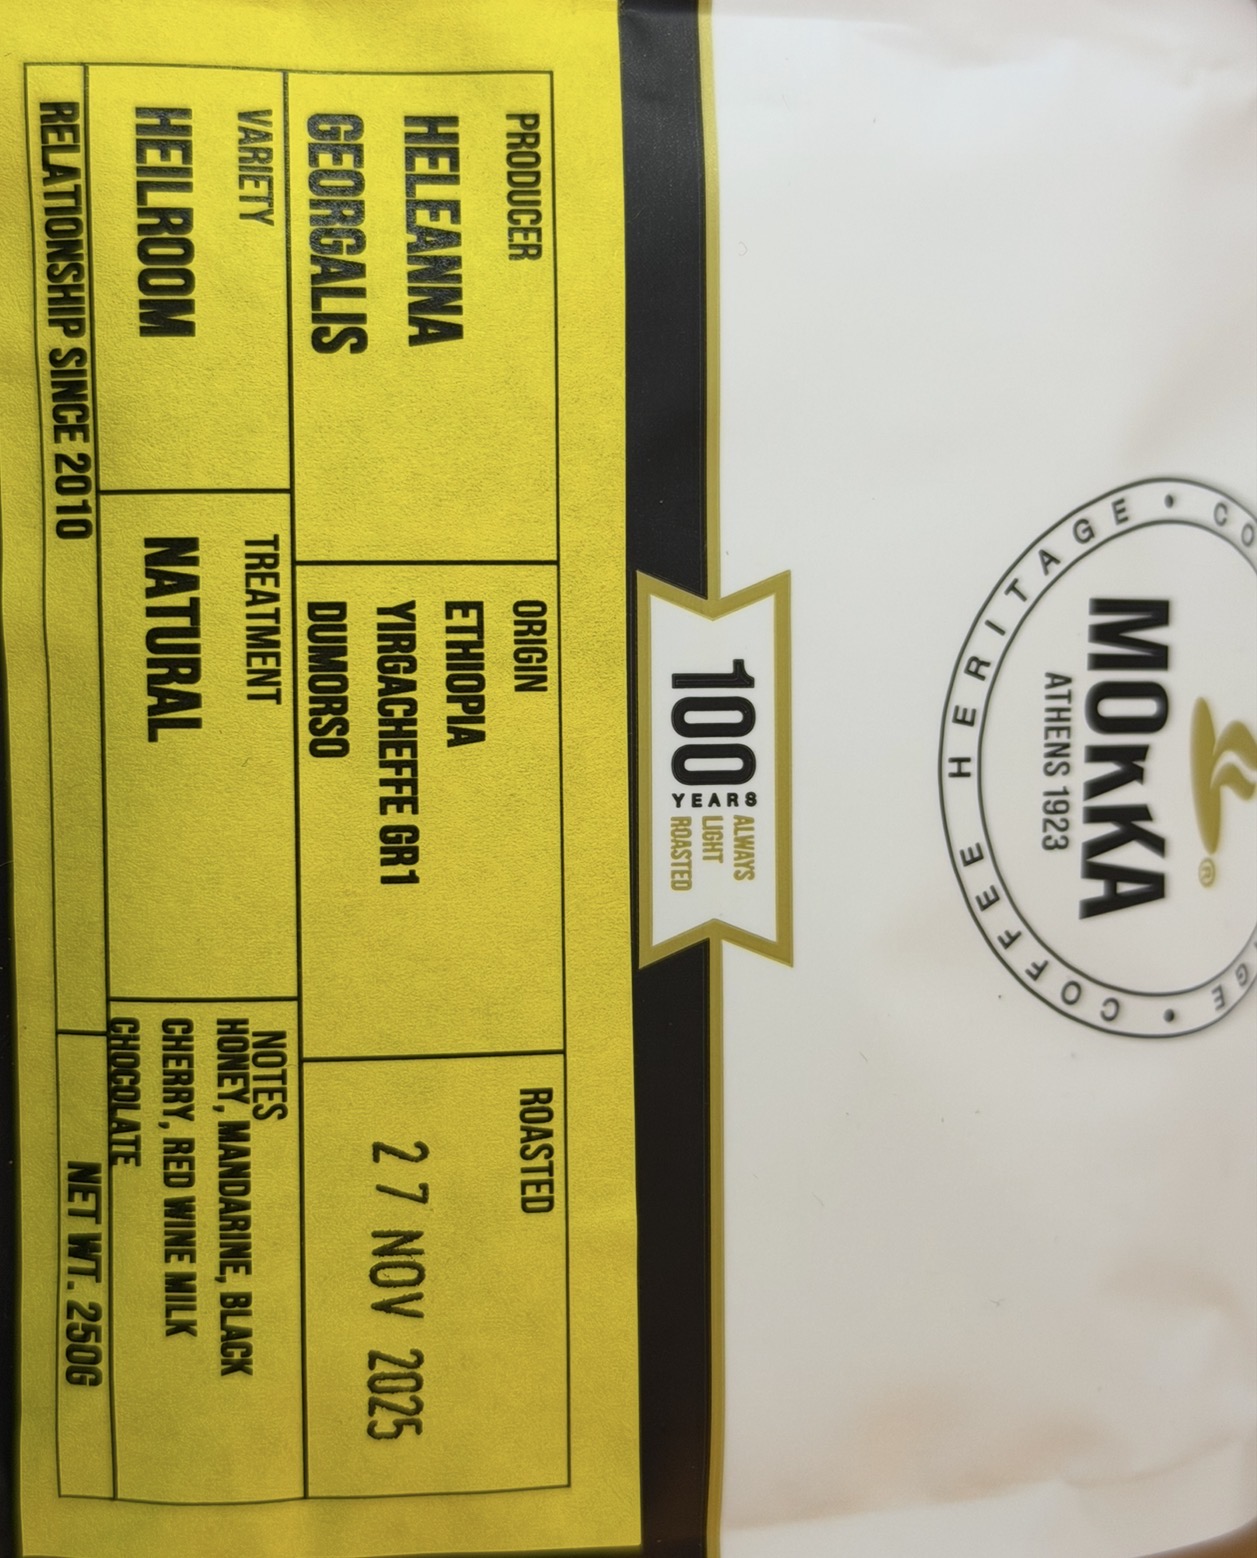 COFFEE HERITAGE • CO
GE •
®
MOKKA
ATHENS 1923
100
YEARS
ALWAYS
LIGHT
ROASTED
PRODUCER
HELEANNA
GEORGALIS
ORIGIN
ETHIOPIA
YIRGACHEFFE GR1
DUMORSO
ROASTED
27 NOV 2025
VARIETY
HEILROOM
TREATMENT
NATURAL
NOTES
HONEY, MANDARINE, BLACK
CHERRY, RED WINE MILK
CHOCOLATE
RELATIONSHIP SINCE 2010
NET WT. 250G